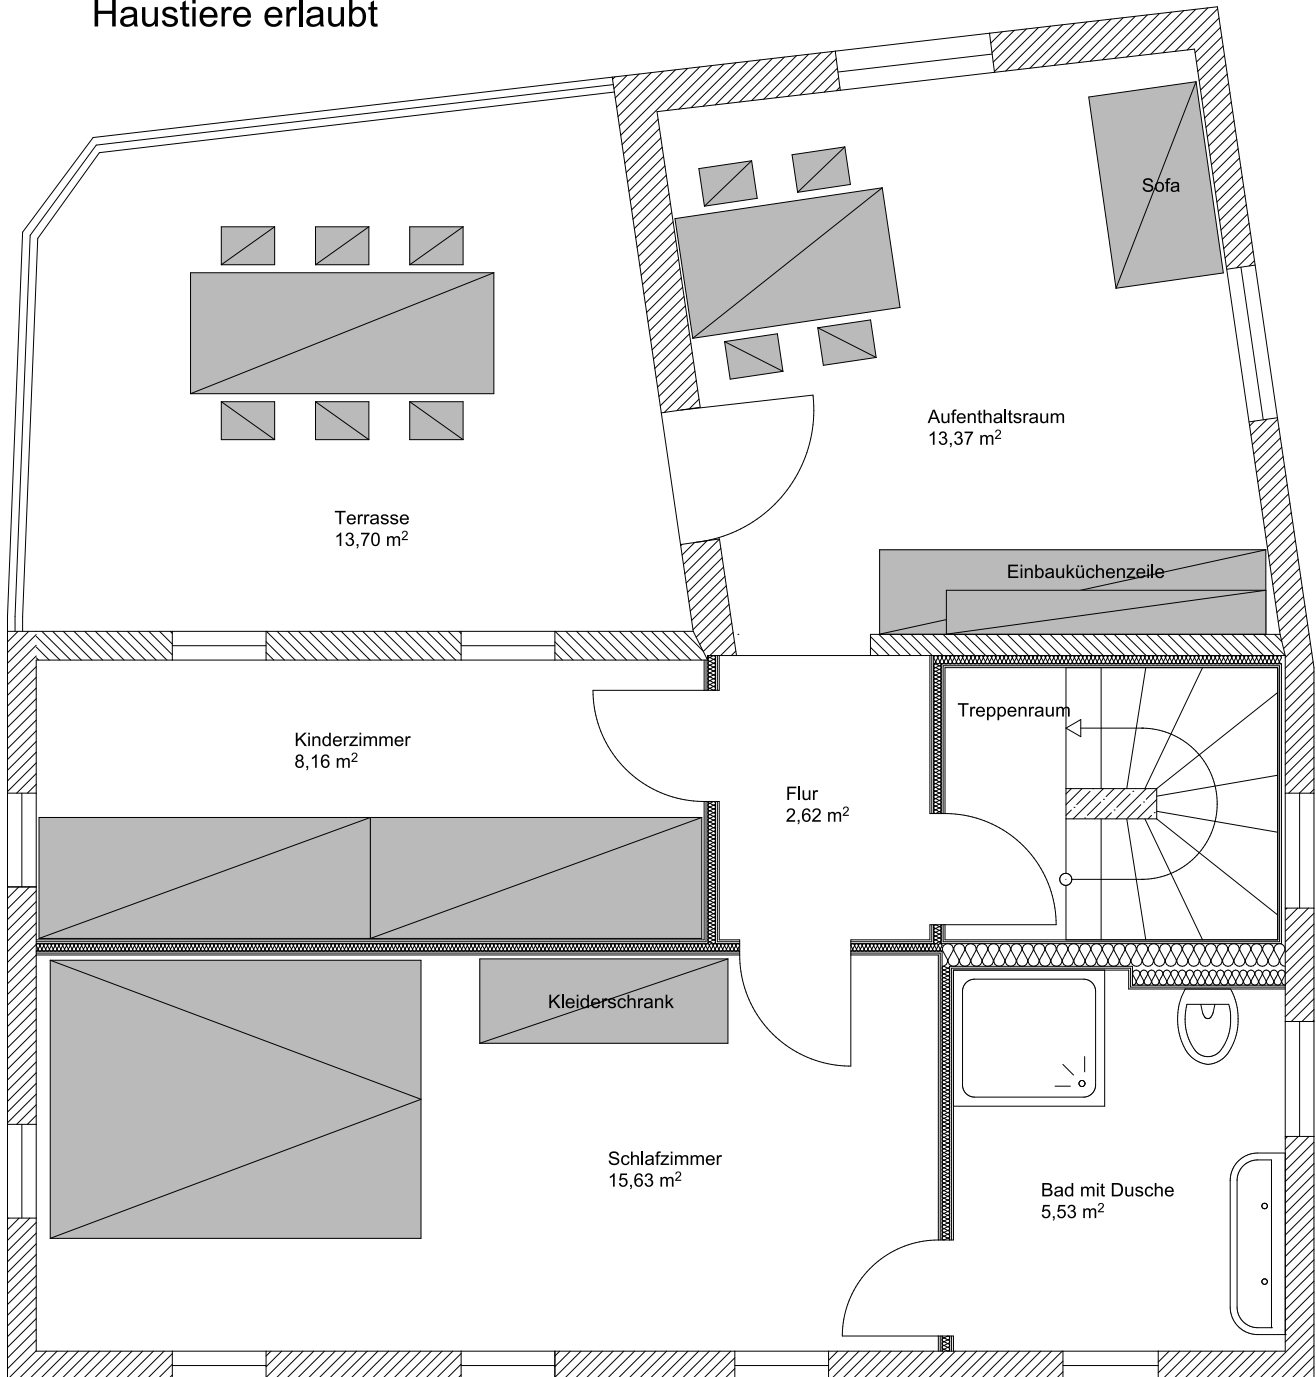 Haustiere erlaubt
Sofa
Aufenthaltsraum
13,37 m²
Terrasse
13,70 m²
Einbauküchenzeile
Treppenraum
Kinderzimmer
8,16 m²
Flur
2,62 m²
Kleiderschrank
Schlafzimmer
15,63 m²
Bad mit Dusche
5,53 m²